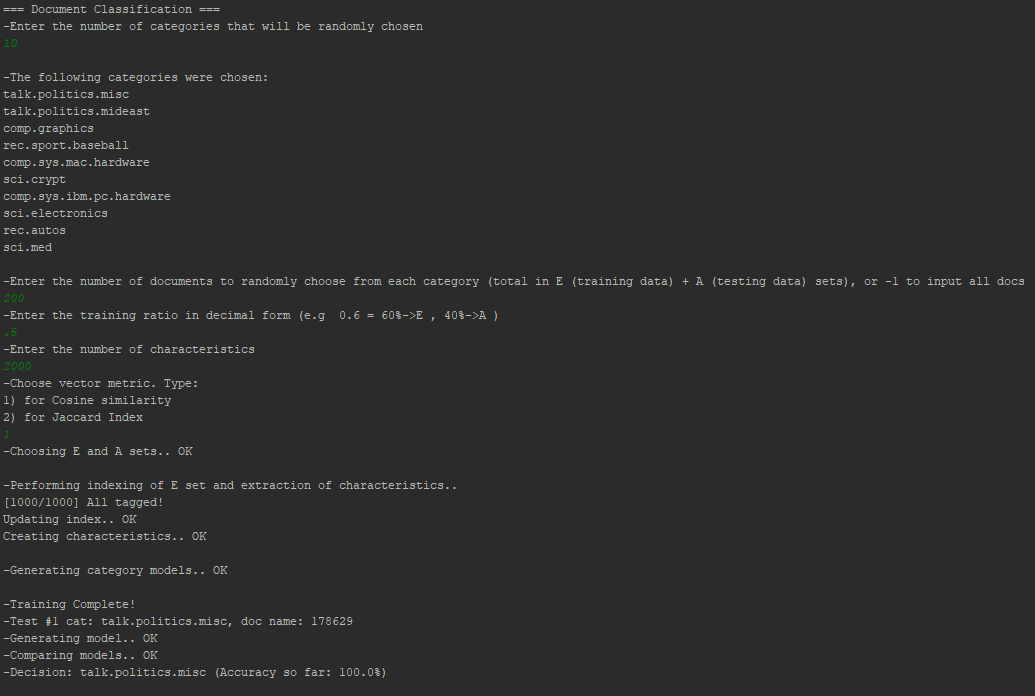 === Document Classification ===
-Enter the number of categories that will be randomly chosen
10
-The following categories were chosen:
talk.politics.misc
talk.politics.mideast
comp.graphics
rec.sport.baseball
comp.sys.mac.hardware
sci.crypt
comp.sys.ibm.pc.hardware
sci.electronics
rec.autos
sci.med
-Enter the number of documents to randomly choose from each category (total in E (training data) + A (testing data) sets), or -1 to input all docs
200
-Enter the training ratio in decimal form (e.g  0.6 = 60%->E , 40%->A )
.5
-Enter the number of characteristics
2000
-Choose vector metric. Type:
1) for Cosine similarity
2) for Jaccard Index
1
-Choosing E and A sets.. OK
-Performing indexing of E set and extraction of characteristics..
[1000/1000] All tagged!
Updating index.. OK
Creating characteristics.. OK
-Generating category models.. OK
-Training Complete!
-Test #1 cat: talk.politics.misc, doc name: 178629
-Generating model.. OK
-Comparing models.. OK
-Decision: talk.politics.misc (Accuracy so far: 100.0%)